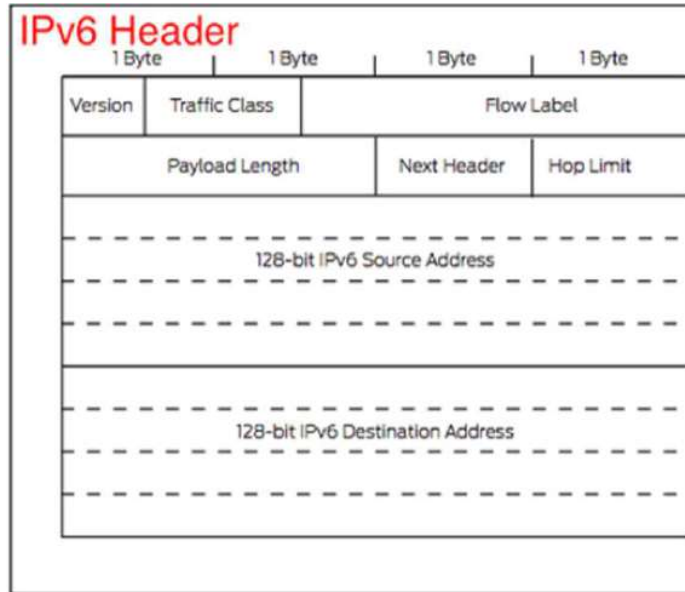 IPv6 Header
1 Byte 1 Byte 1 Byte 1 Byte
Version Traffic Class Flow Label
Payload Length Next Header Hop Limit
128-bit IPv6 Source Address
128-bit IPv6 Destination Address